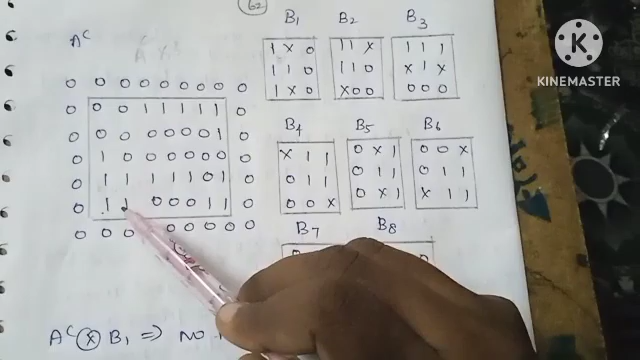 62
B1 B2 B3
A^C
1 x 0 1 1 x 1 1 1
1 1 0 1 1 0 x 1 x
1 x 0 x 0 0 0 0 0
KINEMASTER
0 0 0 0 0 0 0 0
0 0 0 1 1 1 1 1 0
0 0 0 0 0 0 0 1 0
0 1 0 0 0 0 0 0 0
0 1 1 1 1 1 0 1 0
0 1 1 0 0 0 1 1 0
0 0 0 0 0 0 0 0
B4 B5 B6
x 1 1 0 x 1 0 0 x
0 1 1 0 1 1 0 1 1
0 0 x 0 x 1 x 1 1
B7 B8
0 0
A^C ⊗ B1 ⇒ NO